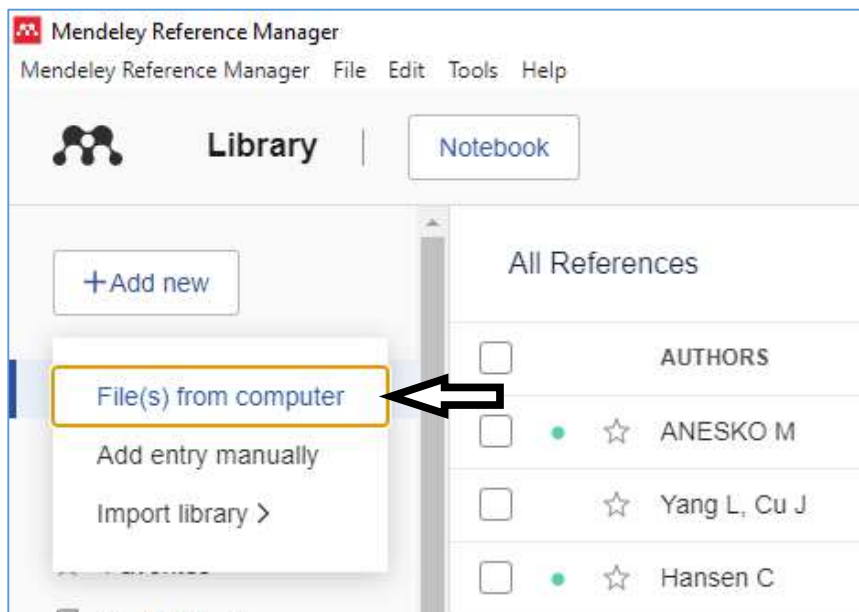 Mendeley Reference Manager
Mendeley Reference Manager File Edit Tools Help
Library
Notebook
+Add new
File(s) from computer
Add entry manually
Import library >
All References
AUTHORS
ANESKO M
Yang L, Cu J
Hansen C